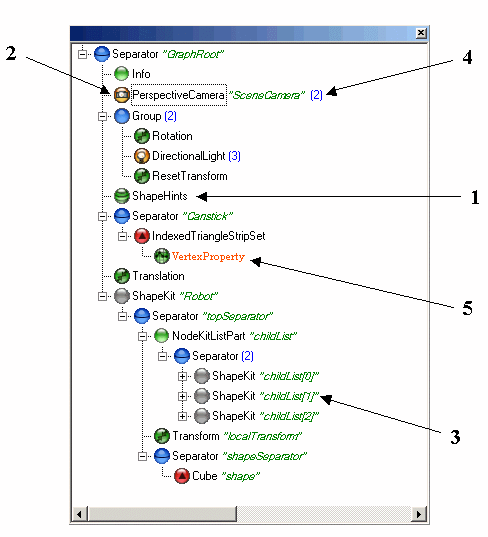 Separator "GraphRoot"
2
Info
4
PerspectiveCamera "SceneCamera" (2)
Group (2)
Rotation
DirectionalLight (3)
ResetTransform
ShapeHints
1
Separator "Canstick"
IndexedTriangleStripSet
VertexProperty
Translation
5
ShapeKit "Robot"
Separator "topSeparator"
NodeKitListPart "childList"
Separator (2)
ShapeKit "childList[0]"
ShapeKit "childList[1]"
ShapeKit "childList[2]"
3
Transform "localTransform"
Separator "shapeSeparator"
Cube "shape"